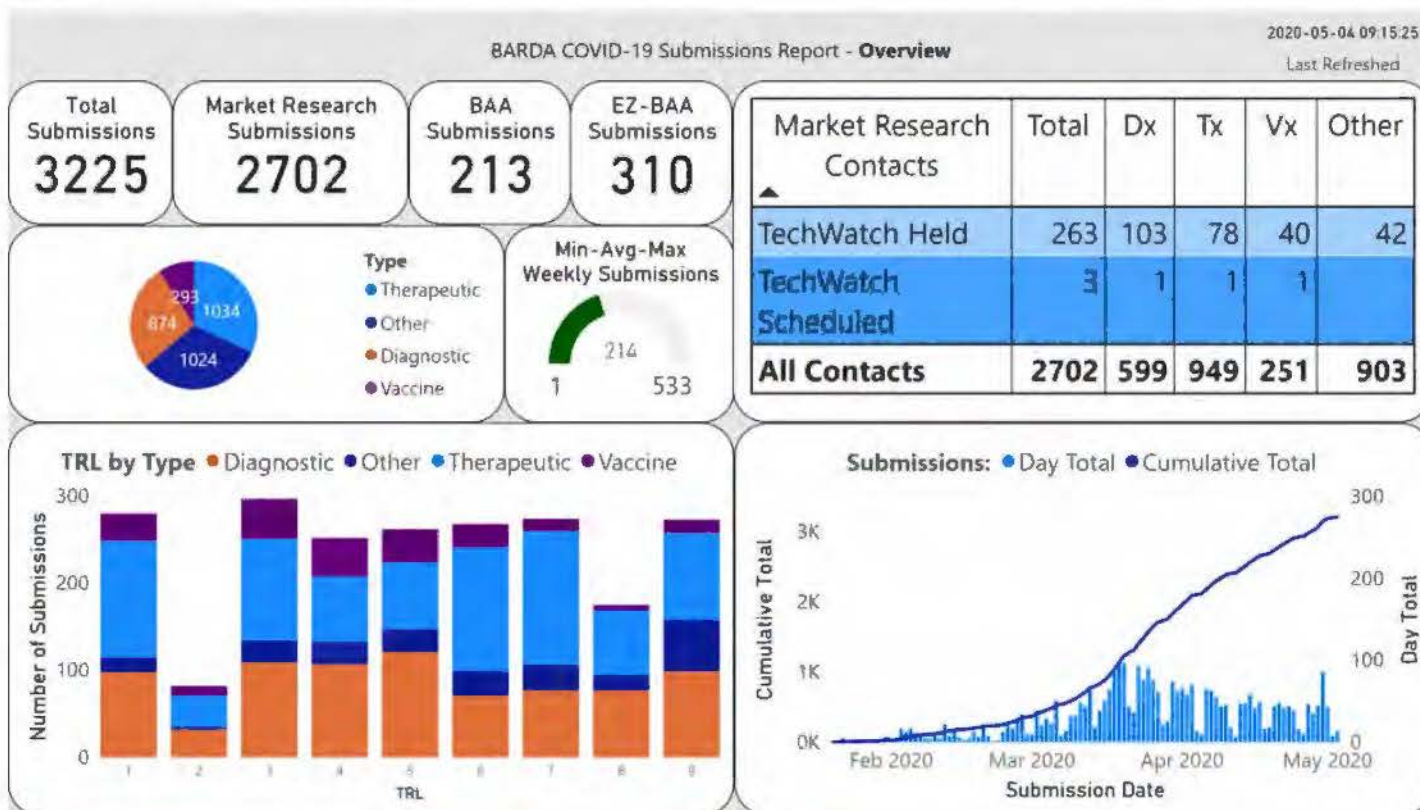 BARDA COVID-19 Submissions Report - Overview
2020-05-04 09:15:25
Last Refreshed
Total
Submissions
3225
Market Research
Submissions
2702
BAA
Submissions
213
EZ-BAA
Submissions
310
Market Research
Contacts
Total Dx Tx Vx Other
TechWatch Held 263 103 78 40 42
TechWatch
Scheduled
3 1 1 1
All Contacts 2702 599 949 251 903
293
1034
874
1024
Type
Therapeutic
Other
Diagnostic
Vaccine
Min-Avg-Max
Weekly Submissions
214
1 533
TRL by Type Diagnostic Other Therapeutic Vaccine
Number of Submissions
300
200
100
0
1 2 3 4 5 6 7 8 9
TRL
Submissions: Day Total Cumulative Total
Cumulative Total
3K
2K
1K
0K
300
200
100
0
Day Total
Feb 2020 Mar 2020 Apr 2020 May 2020
Submission Date